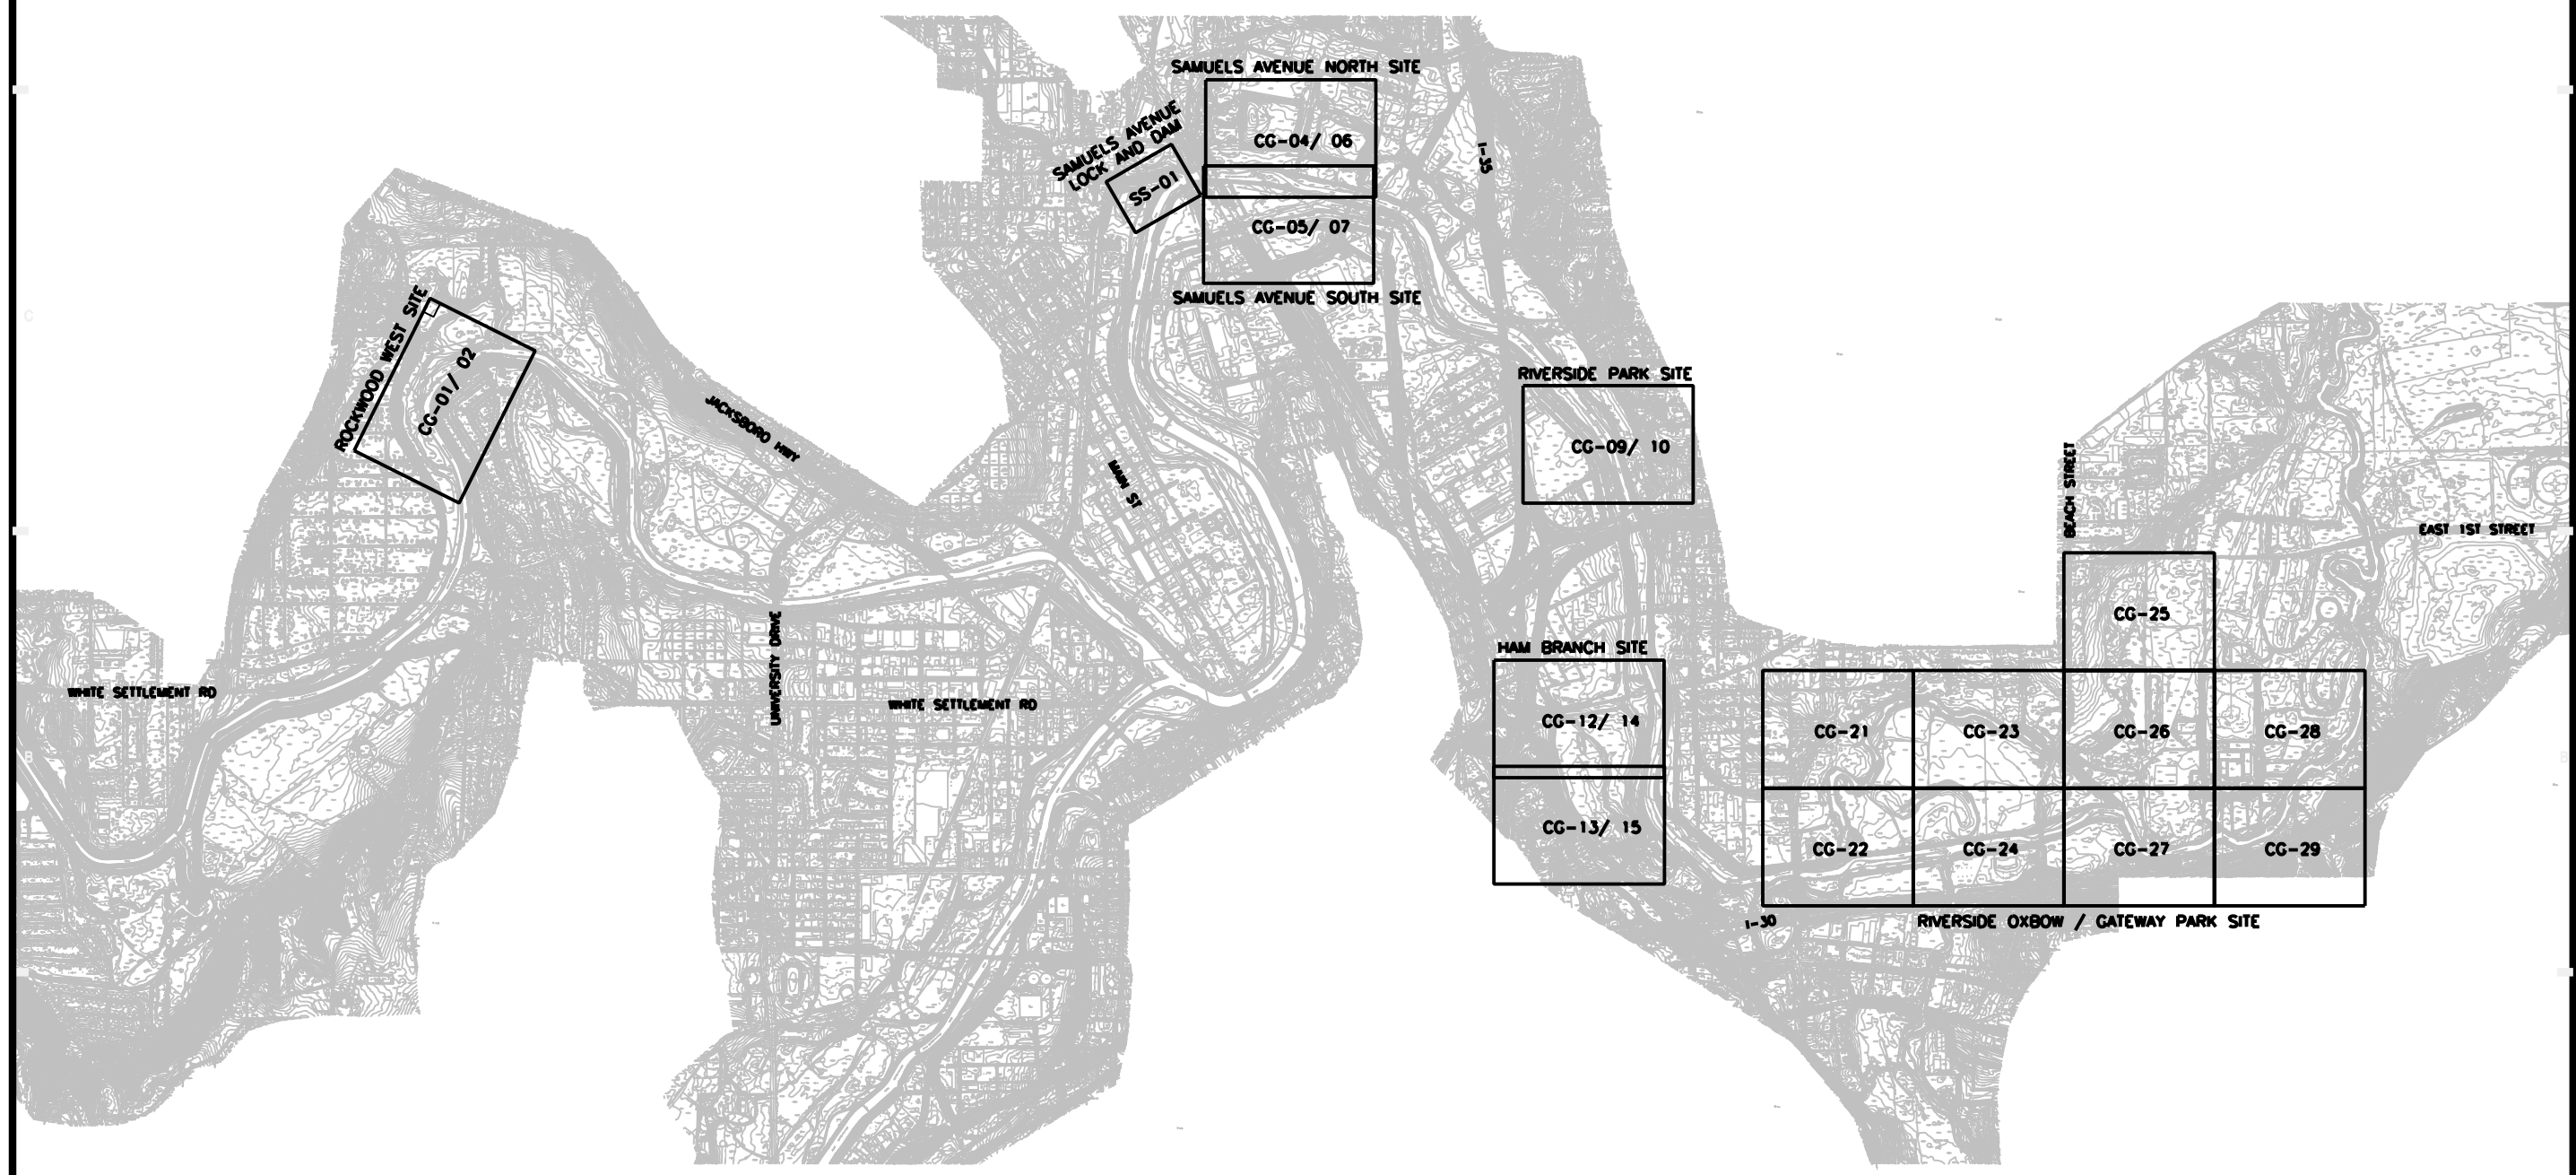 SAMUELS AVENUE NORTH SITE
CG-04/ 06
SAMUELS AVENUE
LOCK AND DAM
SS-01
I-35
CG-05/ 07
SAMUELS AVENUE SOUTH SITE
ROCKWOOD WEST SITE
CG-01/ 02
JACKSBORO HWY
RIVERSIDE PARK SITE
CG-09/ 10
MAIN ST
BEACH STREET
EAST 1ST STREET
CG-25
UNIVERSITY DRIVE
HAM BRANCH SITE
WHITE SETTLEMENT RD
WHITE SETTLEMENT RD
CG-12/ 14
CG-21
CG-23
CG-26
CG-28
CG-13/ 15
CG-22
CG-24
CG-27
CG-29
I-30
RIVERSIDE OXBOW / GATEWAY PARK SITE
C
B